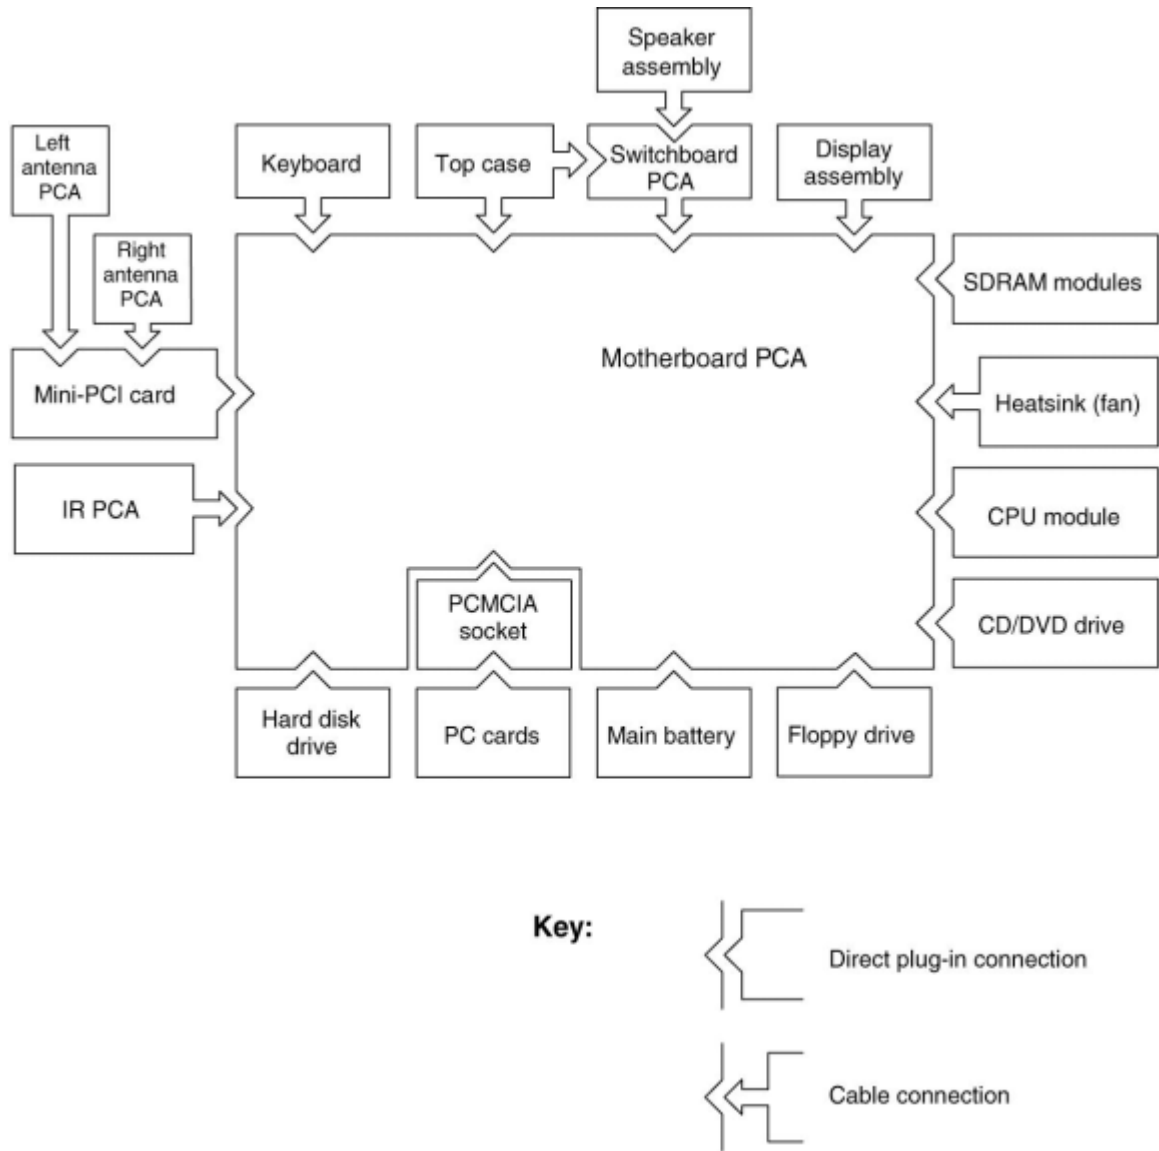 Speaker
assembly
Left
antenna
PCA
Keyboard
Top case
Switchboard
PCA
Display
assembly
Right
antenna
PCA
SDRAM modules
Motherboard PCA
Mini-PCI card
Heatsink (fan)
IR PCA
CPU module
PCMCIA
socket
CD/DVD drive
Hard disk
drive
PC cards
Main battery
Floppy drive
Key:
Direct plug-in connection
Cable connection